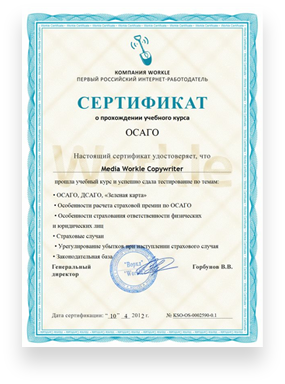 КОМПАНИЯ WORKLE
ПЕРВЫЙ РОССИЙСКИЙ ИНТЕРНЕТ-РАБОТОДАТЕЛЬ
СЕРТИФИКАТ
о прохождении учебного курса
ОСАГО
Настоящий сертификат удостоверяет, что
Media Workle Copywriter
прошла учебный курс и успешно сдала тестирование по темам:
• ОСАГО, ДСАГО, «Зеленая карта»
• Особенности расчета страховой премии по ОСАГО
• Особенности страхования ответственности физических
и юридических лиц
• Страховые случаи
• Урегулирование убытков при наступлении страхового случая
• Законодательная база
Генеральный
директор
Горбунов В.В.
Дата сертификации: "10" 4 2012 г.
№ KSO-OS-0002700-0.1